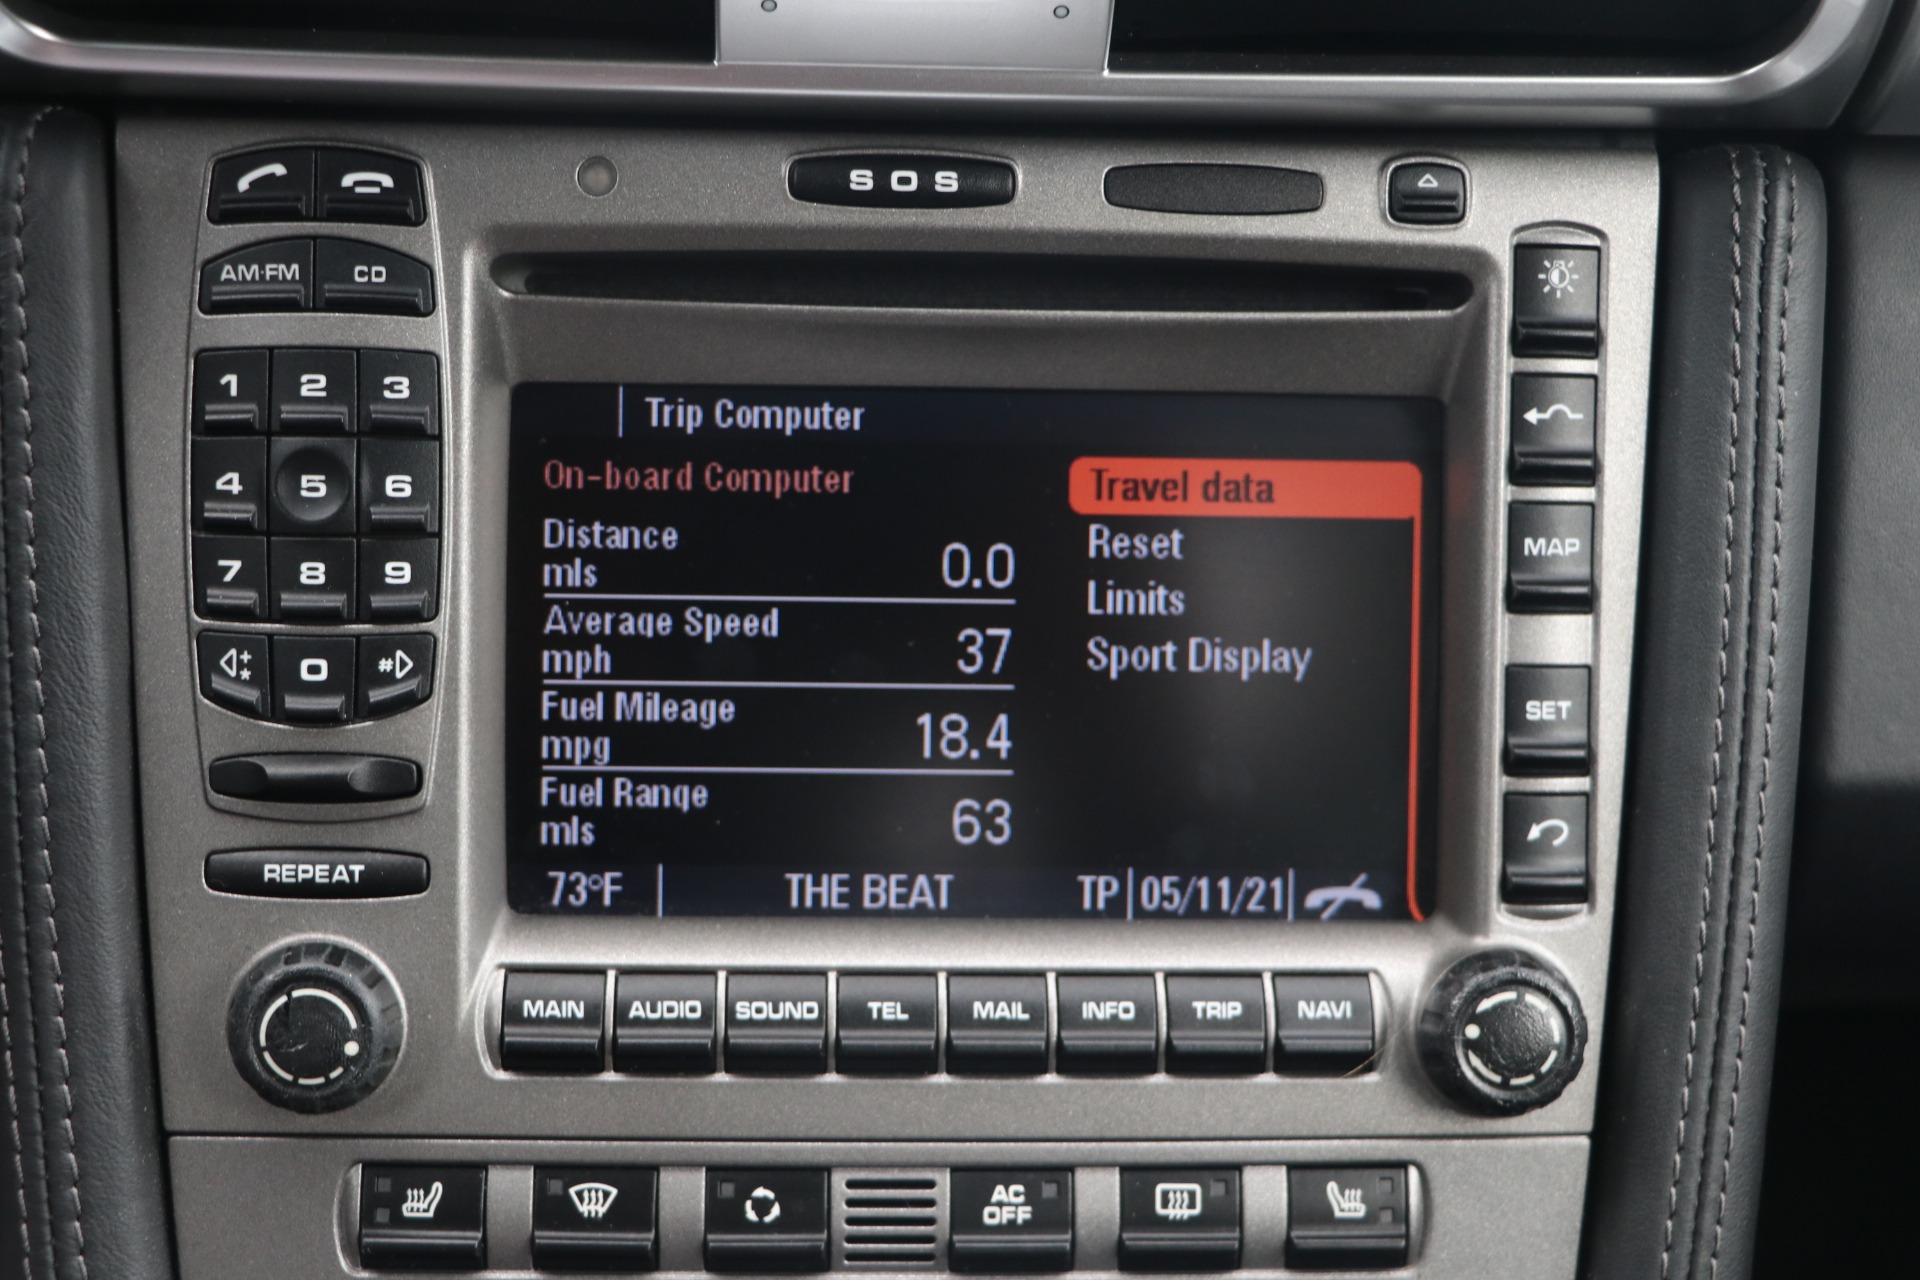 SOS
AM·FM CD
1 2 3
4 5 6
7 8 9
+
* 0 #
REPEAT
Trip Computer
On-board Computer
Distance
mls 0.0
Average Speed
mph 37
Fuel Mileage
mpg 18.4
Fuel Range
mls 63
Travel data
Reset
Limits
Sport Display
73°F THE BEAT TP 05/11/21
MAP
SET
MAIN AUDIO SOUND TEL MAIL INFO TRIP NAVI
AC
OFF